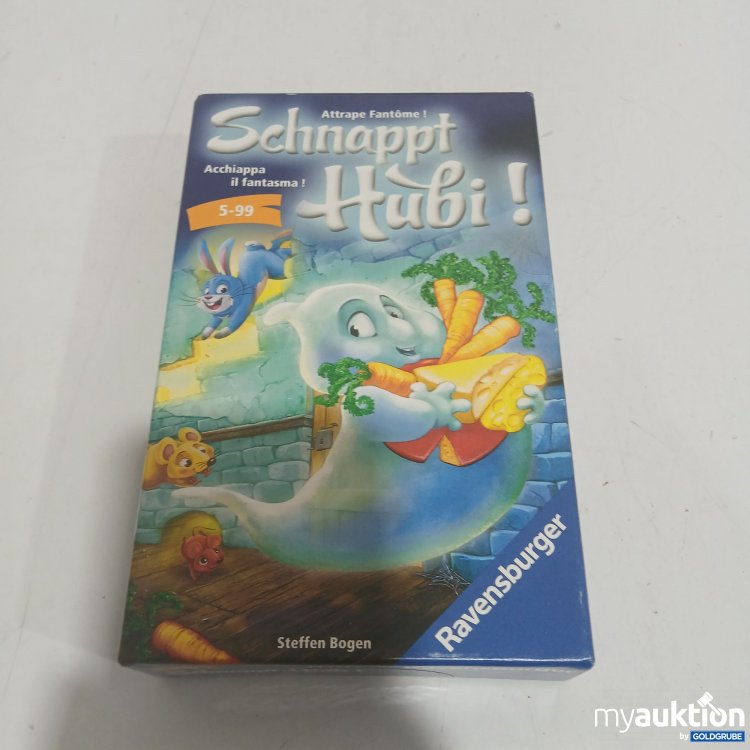 Attrape Fantôme !
Schnappt
Hubi !
Acchiappa
il fantasma !
5-99
Ravensburger
Steffen Bogen
myauktion
by GOLDGRUBE